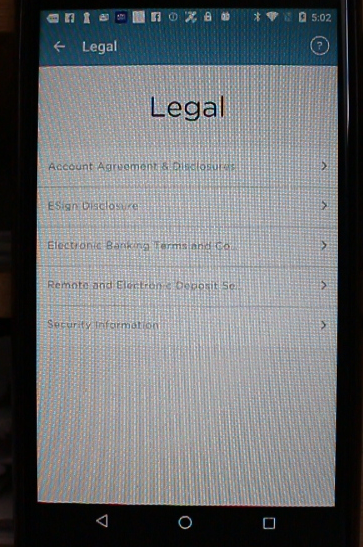 5:02
Legal
?
Legal
Account Agreement & Disclosures
ESign Disclosure
Electronic Banking Terms and Co...
Remote and Electronic Deposit Se...
Security Information